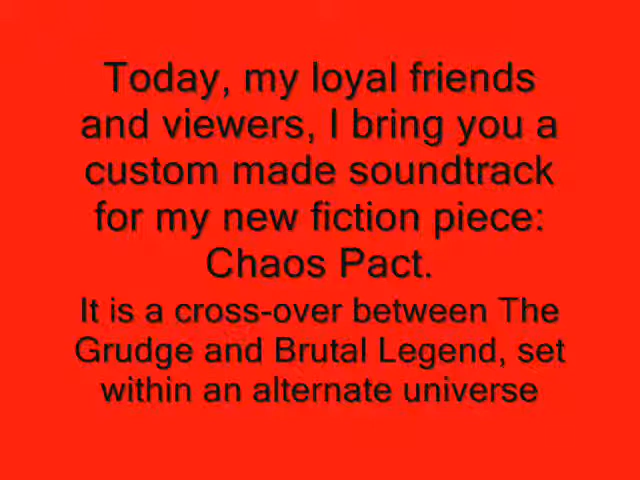 Today, my loyal friends
and viewers, I bring you a
custom made soundtrack
for my new fiction piece:
Chaos Pact.
It is a cross-over between The
Grudge and Brutal Legend, set
within an alternate universe